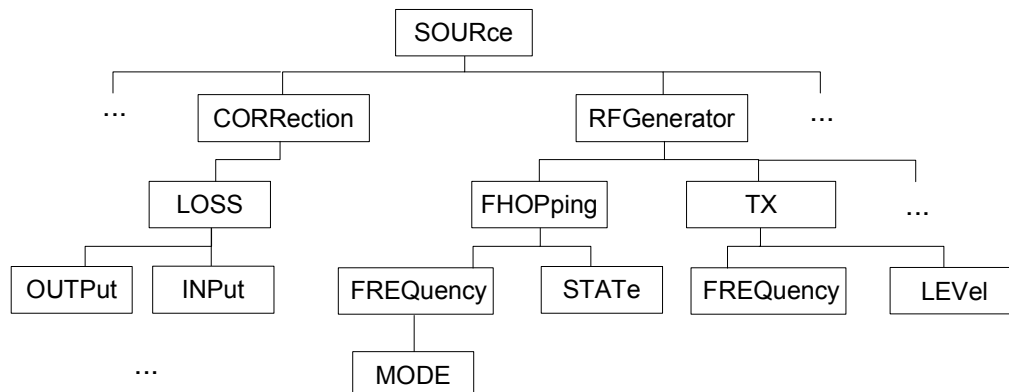 SOURce
...
CORRection
RFGenerator
...
LOSS
FHOPping
TX
...
OUTPut
INPut
FREQuency
STATe
FREQuency
LEVel
...
MODE